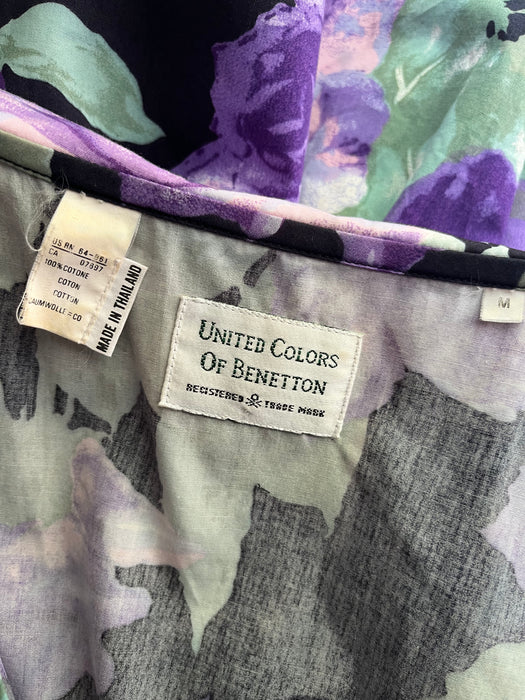 US RN 64-861
CA 07997
100% COTONE
COTON
COTTON
BAUMWOLLE=CO
MADE IN THAILAND
UNITED COLORS
OF BENETTON
REGISTERED TRADE MARK
M